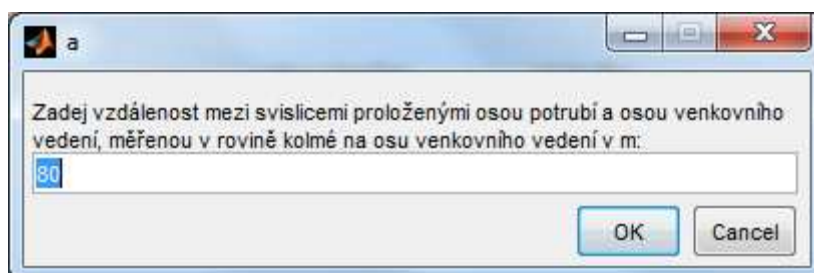 a
Zadej vzdálenost mezi svislicemi proloženými osou potrubí a osou venkovního
vedení, měřenou v rovině kolmé na osu venkovního vedení v m:
80
OK Cancel